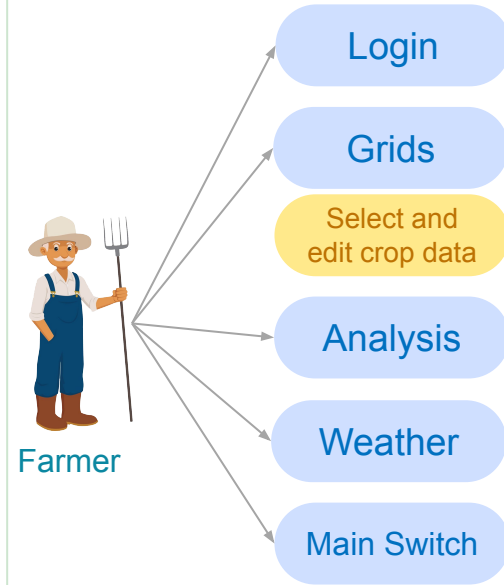 Login
Grids
Select and
edit crop data
Analysis
Weather
Main Switch
Farmer